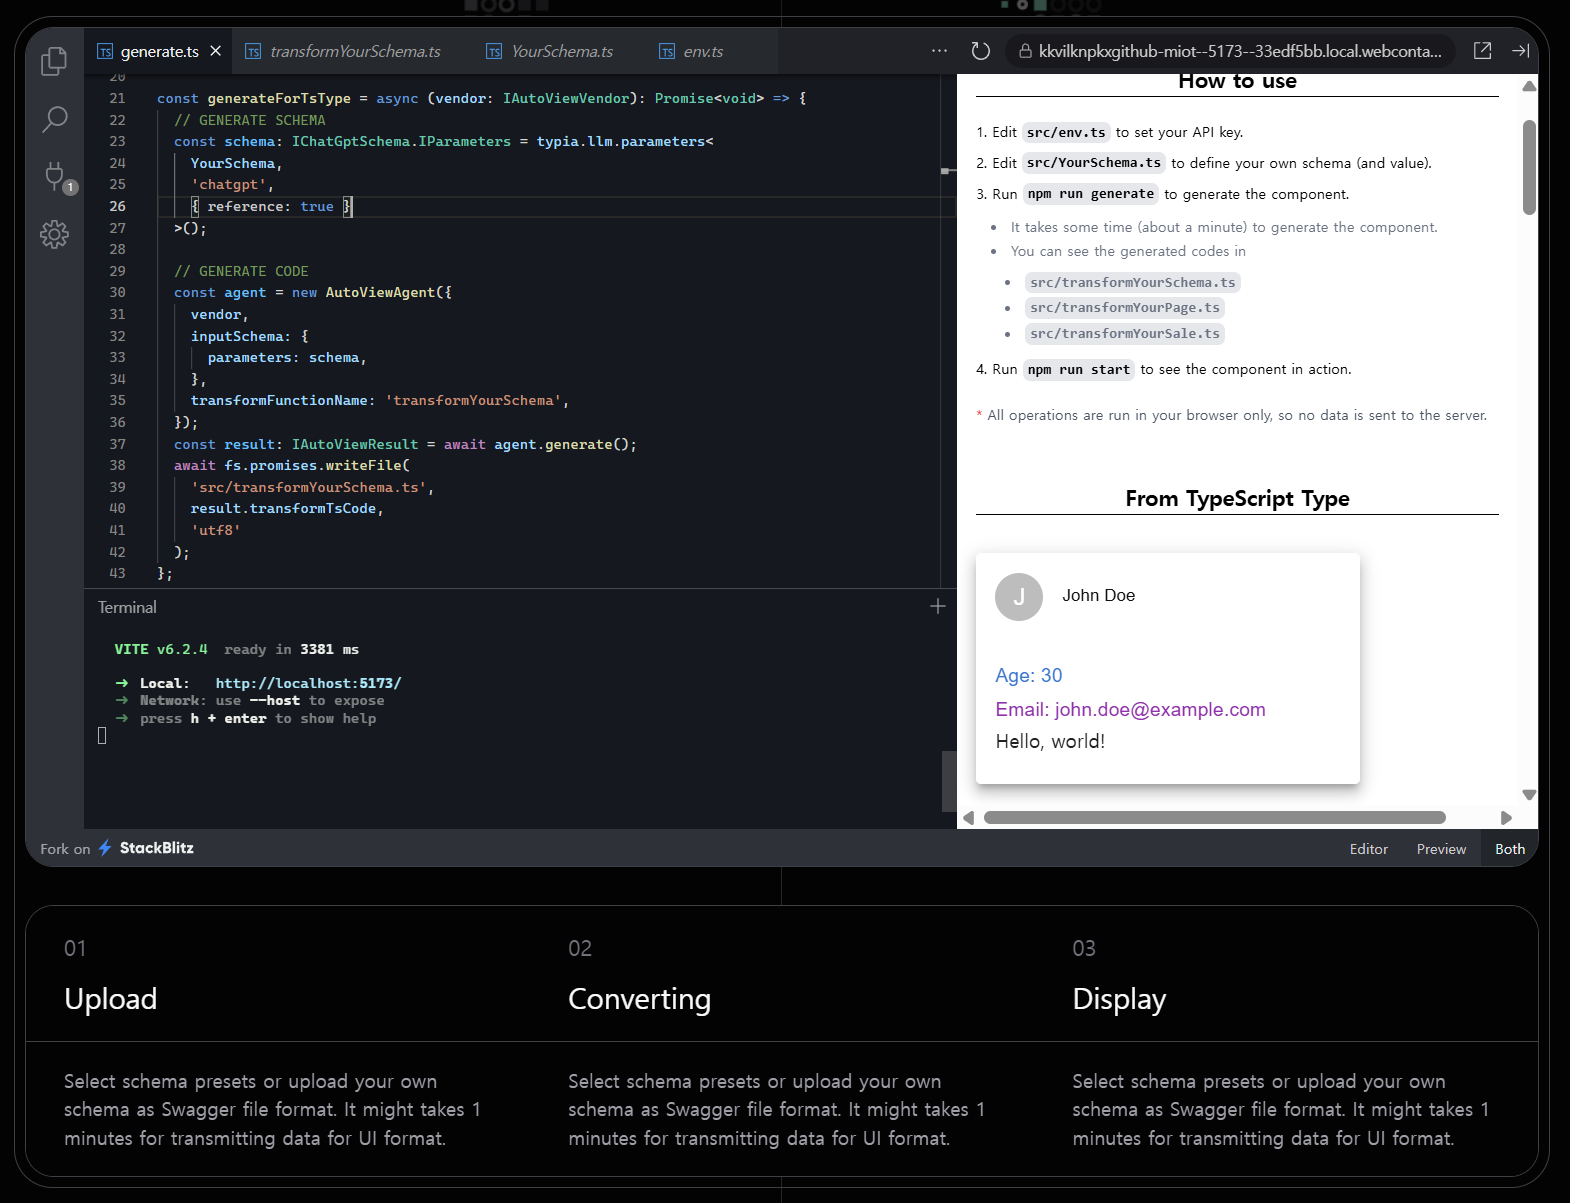 generate.ts
transformYourSchema.ts
YourSchema.ts
env.ts
kkvilknpkxgithub-miot--5173--33edf5bb.local.webconta...
1
20
21 const generateForTsType = async (vendor: IAutoViewVendor): Promise<void> => {
22 // GENERATE SCHEMA
23 const schema: IChatGptSchema.IParameters = typia.llm.parameters<
24 YourSchema,
25 'chatgpt',
26 { reference: true }
27 >();
28
29 // GENERATE CODE
30 const agent = new AutoViewAgent({
31 vendor,
32 inputSchema: {
33 parameters: schema,
34 },
35 transformFunctionName: 'transformYourSchema',
36 });
37 const result: IAutoViewResult = await agent.generate();
38 await fs.promises.writeFile(
39 'src/transformYourSchema.ts',
40 result.transformTsCode,
41 'utf8'
42 );
43 };
Terminal
VITE v6.2.4 ready in 3381 ms
➜ Local: http://localhost:5173/
➜ Network: use --host to expose
➜ press h + enter to show help
How to use
1. Edit src/env.ts to set your API key.
2. Edit src/YourSchema.ts to define your own schema (and value).
3. Run npm run generate to generate the component.
• It takes some time (about a minute) to generate the component.
• You can see the generated codes in
• src/transformYourSchema.ts
• src/transformYourPage.ts
• src/transformYourSale.ts
4. Run npm run start to see the component in action.
* All operations are run in your browser only, so no data is sent to the server.
From TypeScript Type
J
John Doe
Age: 30
Email: john.doe@example.com
Hello, world!
Fork on StackBlitz
Editor
Preview
Both
01
Upload
Select schema presets or upload your own
schema as Swagger file format. It might takes 1
minutes for transmitting data for UI format.
02
Converting
Select schema presets or upload your own
schema as Swagger file format. It might takes 1
minutes for transmitting data for UI format.
03
Display
Select schema presets or upload your own
schema as Swagger file format. It might takes 1
minutes for transmitting data for UI format.